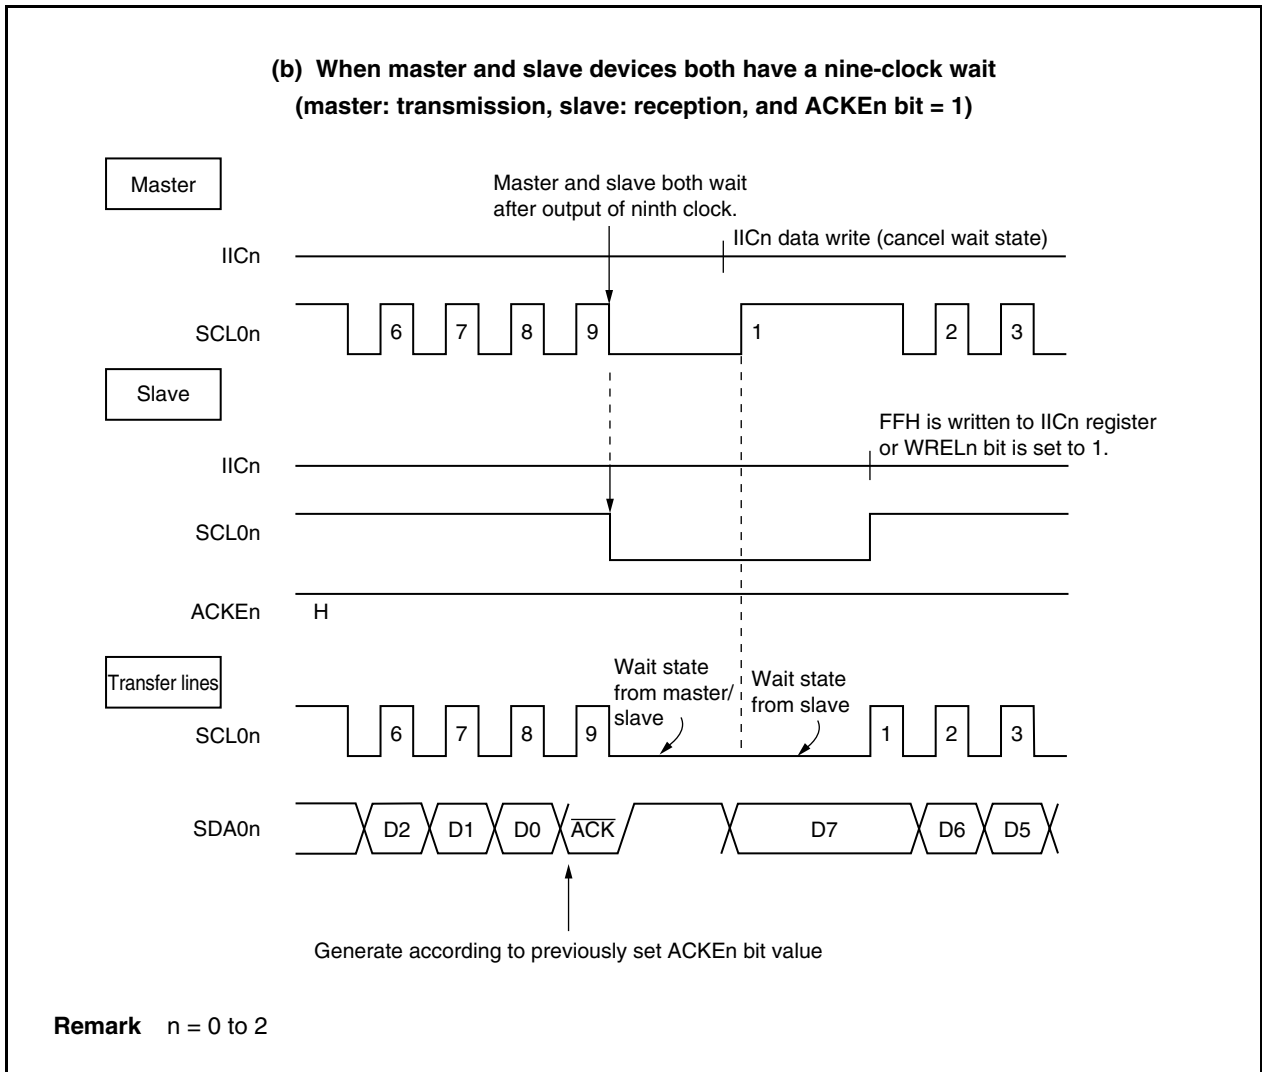 (b) When master and slave devices both have a nine-clock wait
(master: transmission, slave: reception, and ACKEn bit = 1)
Master
Master and slave both wait
after output of ninth clock.
IICn data write (cancel wait state)
IICn
SCL0n
6 7 8 9 1 2 3
Slave
FFH is written to IICn register
or WRELn bit is set to 1.
IICn
SCL0n
ACKEn
H
Transfer lines
Wait state
from master/
slave
Wait state
from slave
SCL0n
6 7 8 9 1 2 3
SDA0n
D2 D1 D0 ACK D7 D6 D5
Generate according to previously set ACKEn bit value
Remark n = 0 to 2